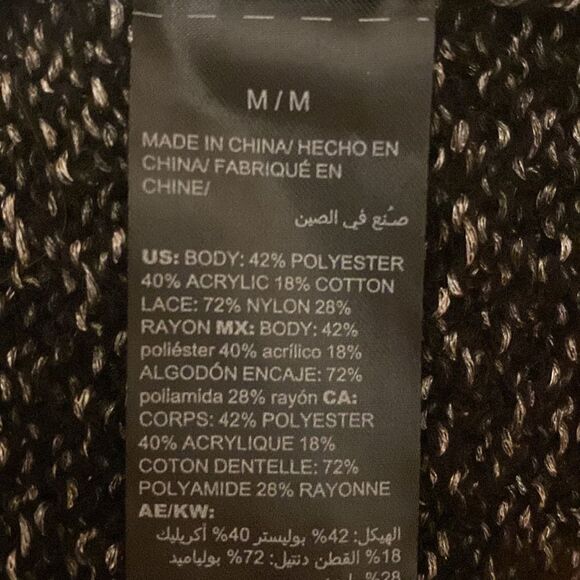 M / M
MADE IN CHINA/ HECHO EN
CHINA/ FABRIQUÉ EN
CHINE/
صُنع في الصين
US: BODY: 42% POLYESTER
40% ACRYLIC 18% COTTON
LACE: 72% NYLON 28%
RAYON MX: BODY: 42%
poliéster 40% acrílico 18%
ALGODÓN ENCAJE: 72%
poliamida 28% rayón CA:
CORPS: 42% POLYESTER
40% ACRYLIQUE 18%
COTON DENTELLE: 72%
POLYAMIDE 28% RAYONNE
AE/KW:
الهيكل: 42% بوليستر 40% أكريليك
18% القطن دنتيل: 72% بولياميد
28%